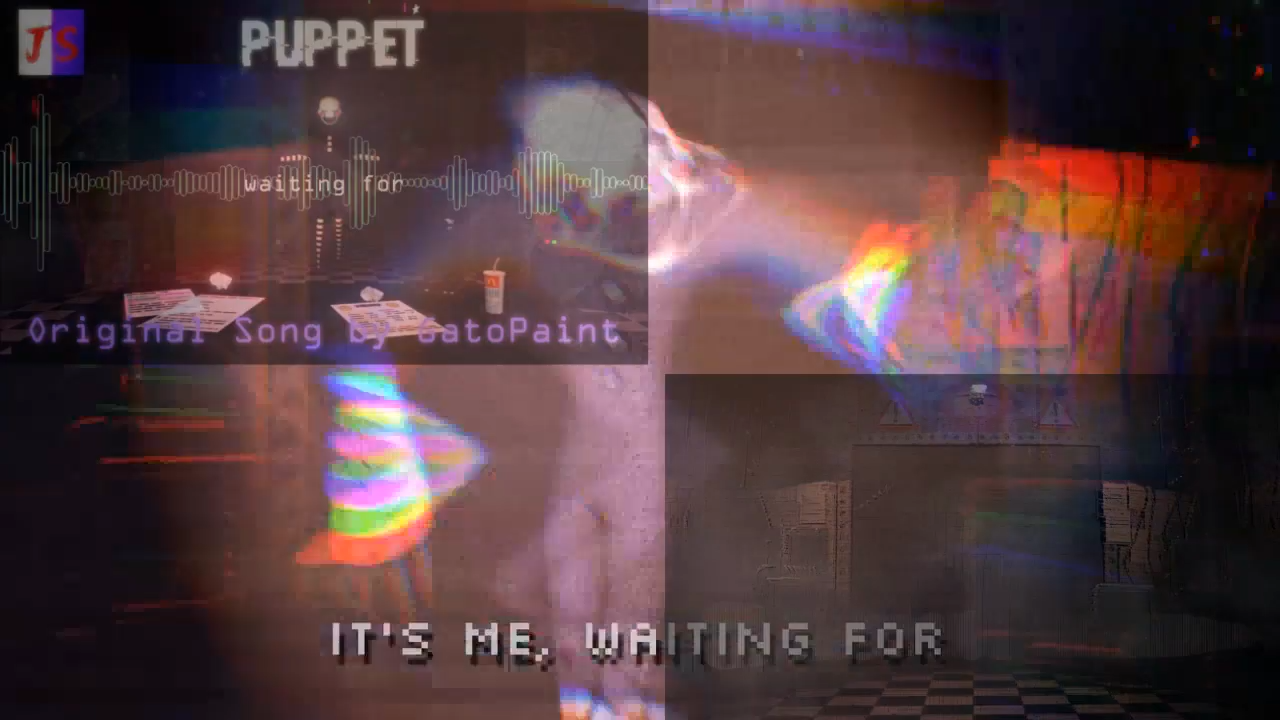 JS
PUPPET
waiting for
Original Song by GatoPaint
IT'S ME, WAITING FOR